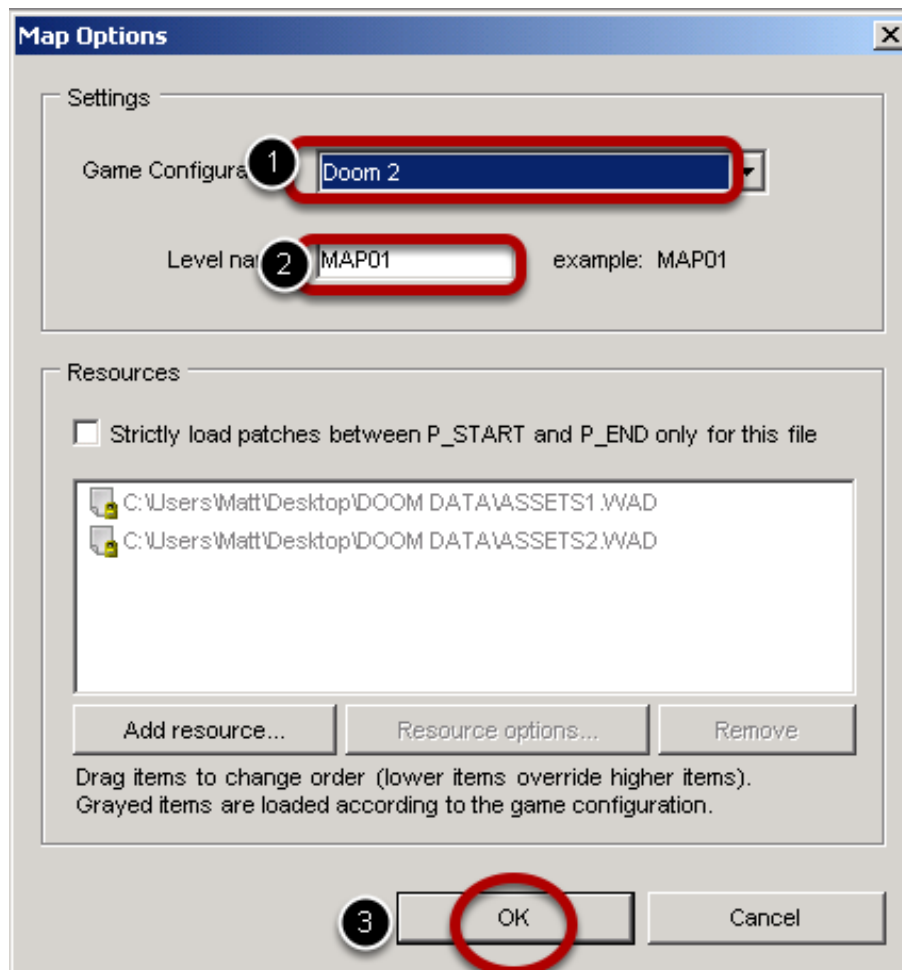 Map Options
Settings
Game Configura
1
Doom 2
Level na
2
MAP01
example: MAP01
Resources
Strictly load patches between P_START and P_END only for this file
C:\Users\Matt\Desktop\DOOM DATA\ASSETS1.WAD
C:\Users\Matt\Desktop\DOOM DATA\ASSETS2.WAD
Add resource...
Resource options...
Remove
Drag items to change order (lower items override higher items).
Grayed items are loaded according to the game configuration.
3
OK
Cancel